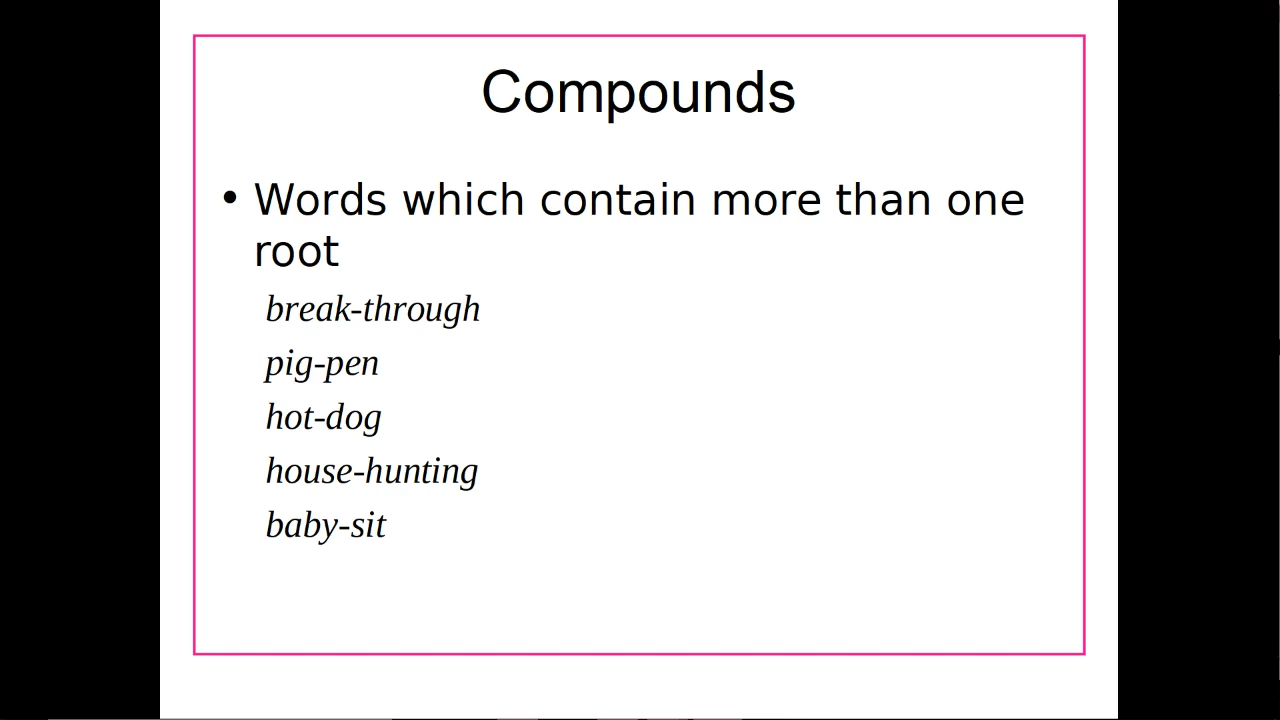 Compounds
• Words which contain more than one
root
break-through
pig-pen
hot-dog
house-hunting
baby-sit